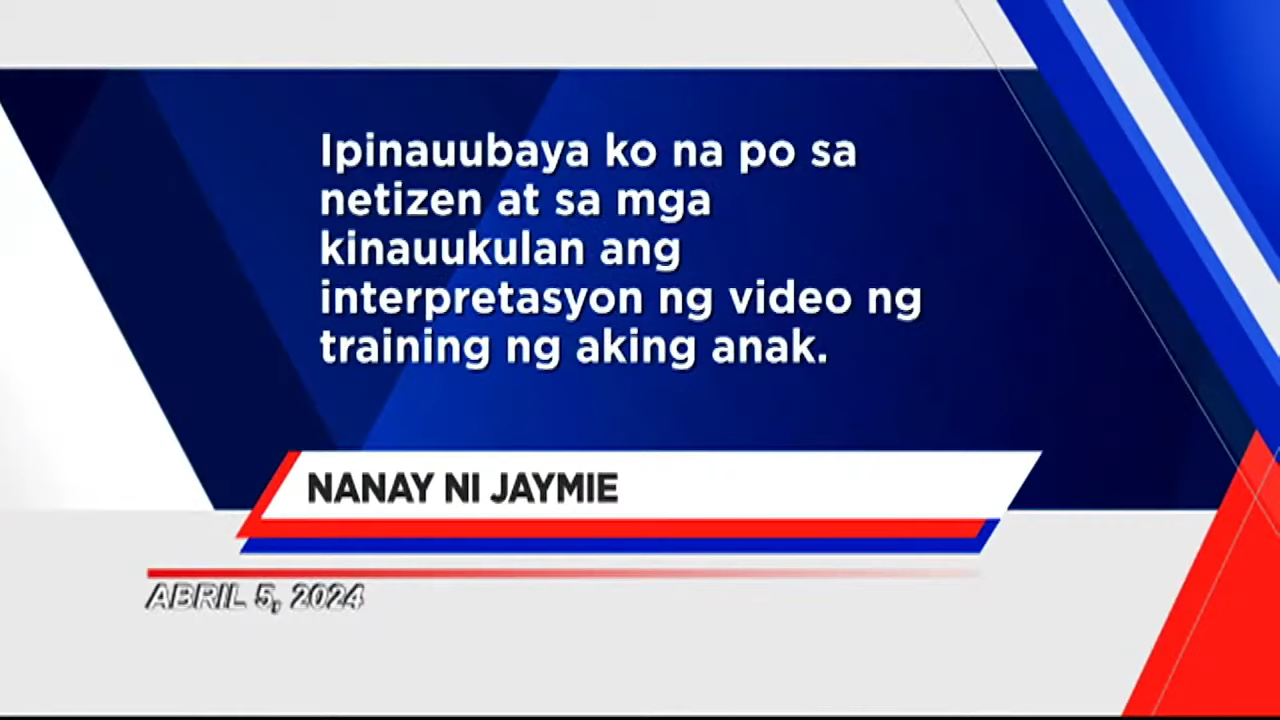 Ipinauubaya ko na po sa
netizen at sa mga
kinauukulan ang
interpretasyon ng video ng
training ng aking anak.
NANAY NI JAYMIE
ABRIL 5, 2024